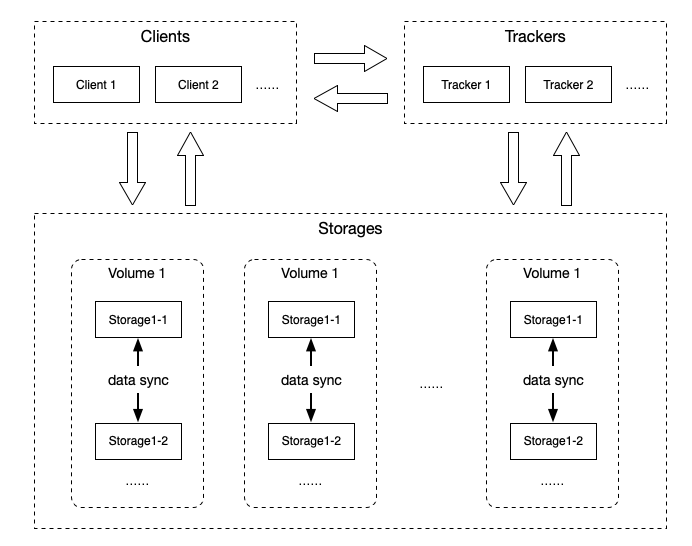 Clients
Client 1
Client 2
......
Trackers
Tracker 1
Tracker 2
......
Storages
Volume 1
Storage1-1
data sync
Storage1-2
......
Volume 1
Storage1-1
data sync
Storage1-2
......
......
Volume 1
Storage1-1
data sync
Storage1-2
......